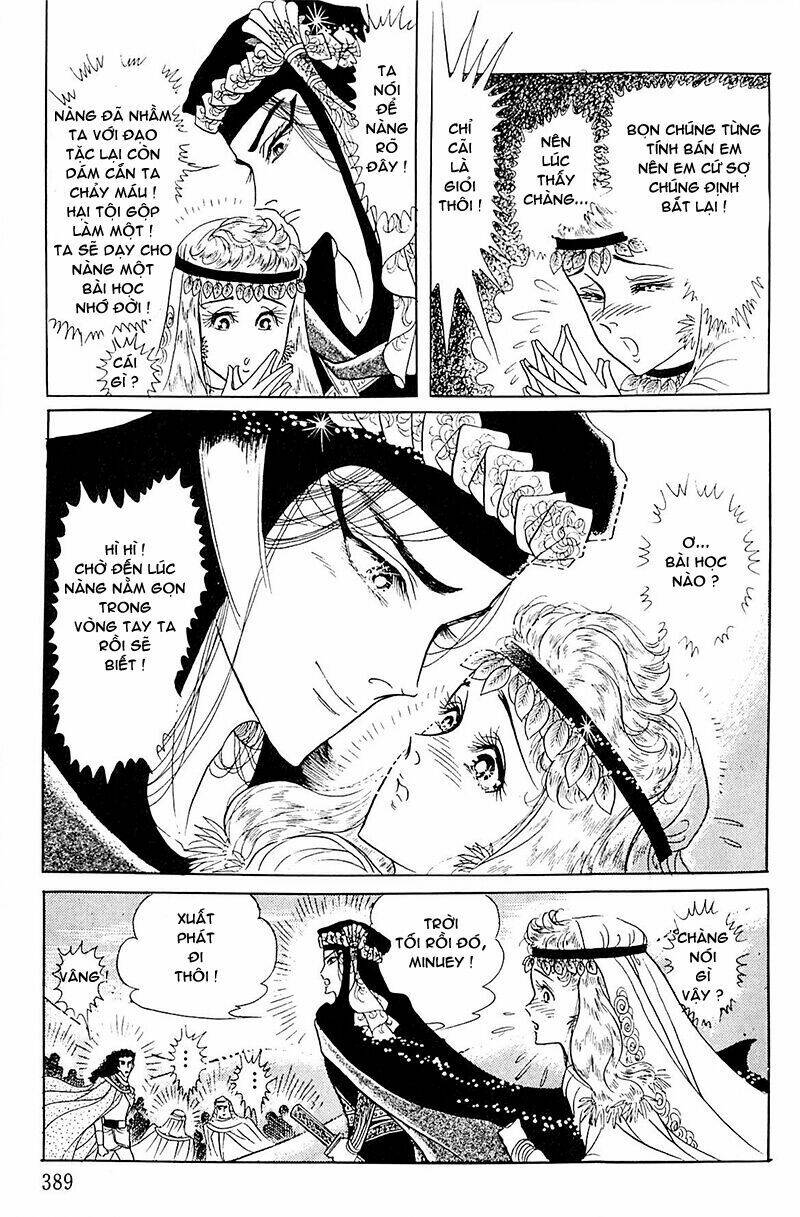 BỌN CHÚNG TỪNG
TÍNH BÁN EM
NÊN EM CỨ SỢ
CHÚNG ĐỊNH
BẮT LẠI !
NÊN
LÚC
THẤY
CHÀNG...
CHỈ
CÃI
LÀ
GIỎI
THÔI !
TA
NÓI
ĐỂ
NÀNG
RÕ
ĐÂY !
NÀNG ĐÃ NHẦM
TA VỚI ĐẠO
TẶC LẠI CÒN
DÁM CẮN TA
CHẢY MÁU !
HAI TỘI GỘP
LÀM MỘT !
TA SẼ DẠY CHO
NÀNG MỘT
BÀI HỌC
NHỚ ĐỜI !
CÁI
GÌ ?
Ơ...
BÀI HỌC
NÀO ?
HÌ HÌ !
CHỜ ĐẾN LÚC
NÀNG NẰM GỌN
TRONG
VÒNG TAY TA
RỒI SẼ
BIẾT !
CHÀNG
NÓI
GÌ
VẬY ?
TRỜI
TỐI RỒI ĐÓ,
MINUEY !
XUẤT
PHÁT
ĐI
THÔI !
VÂNG !
389